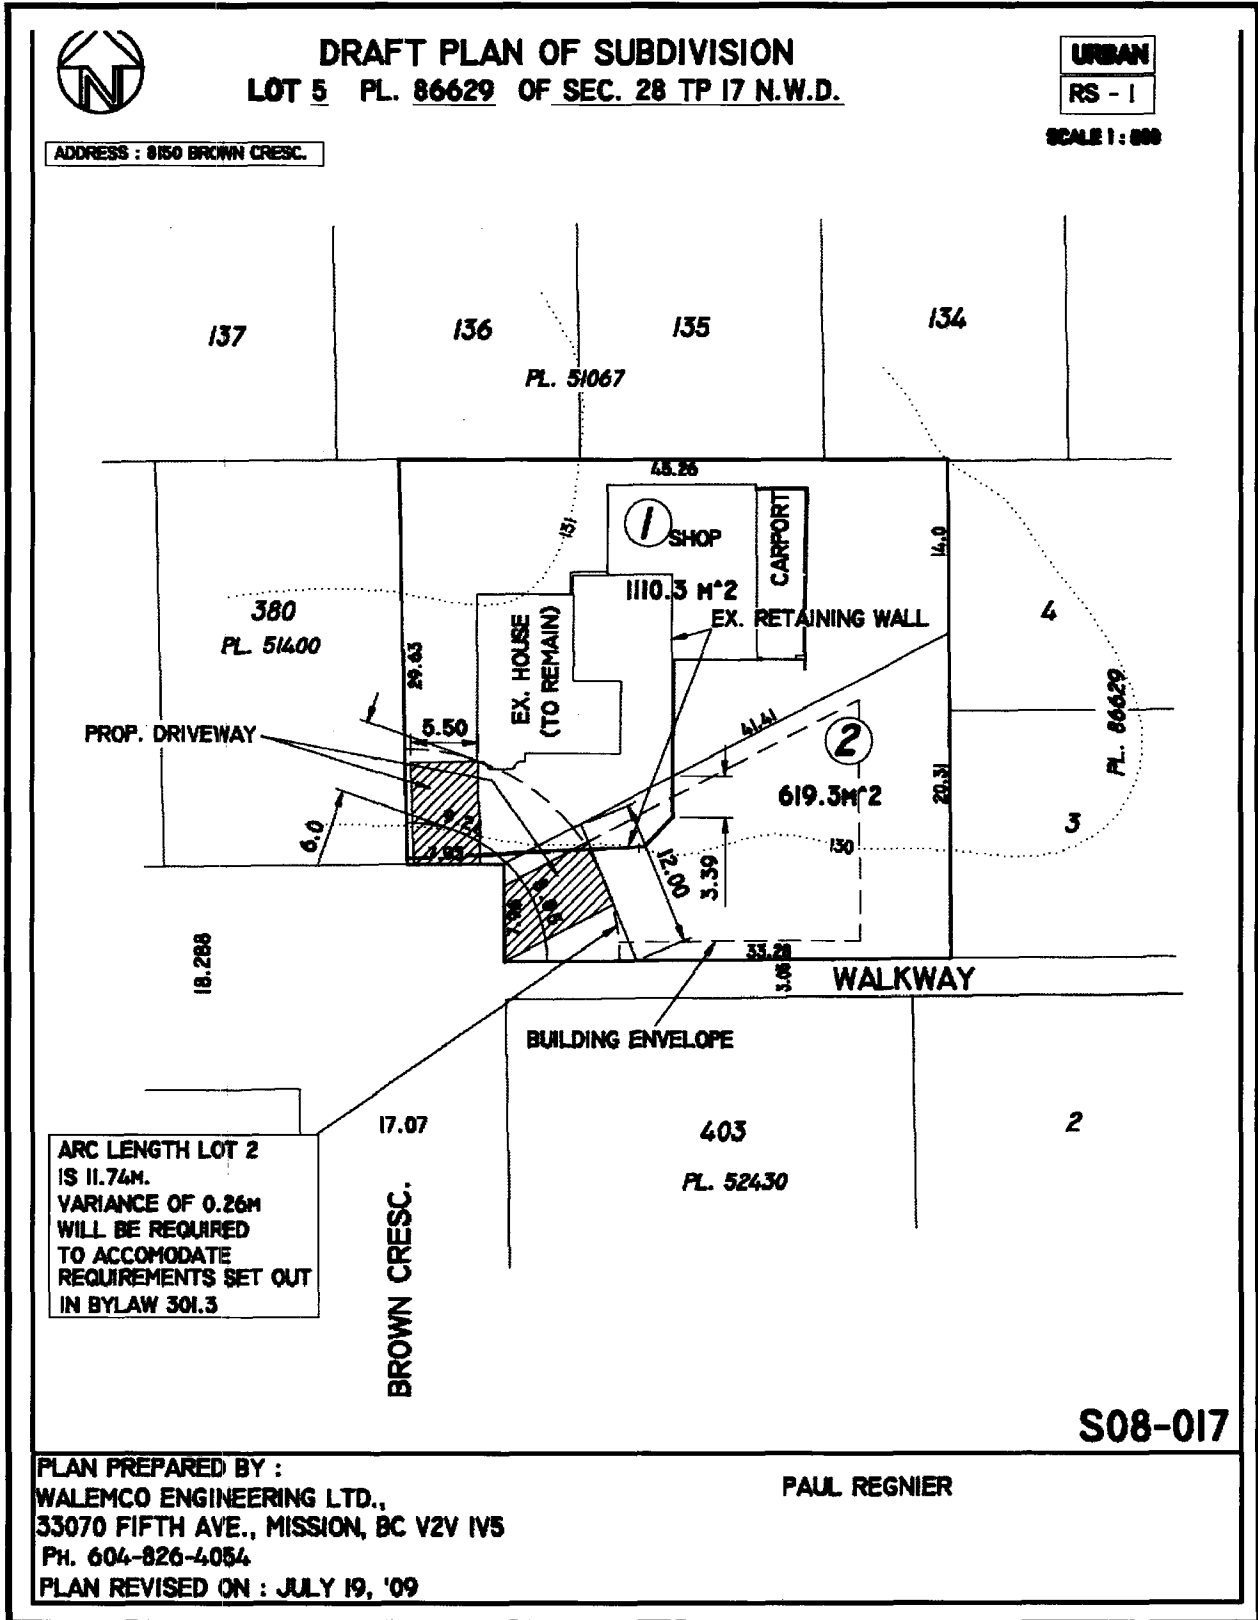 N
DRAFT PLAN OF SUBDIVISION
LOT 5 PL. 86629 OF SEC. 28 TP 17 N.W.D.
URBAN
RS - 1
ADDRESS : 8150 BROWN CRESC.
SCALE 1 :
137
136
135
134
PL. 51067
45.26
131
1
SHOP
CARPORT
14.0
1110.3 M^2
380
PL. 51400
EX. HOUSE
(TO REMAIN)
EX. RETAINING WALL
4
29.63
PL. 86629
PROP. DRIVEWAY
5.50
41.41
2
619.3M^2
20.31
3
6.0
7.93
130
12.00
3.39
18.288
33.28
3.05
WALKWAY
BUILDING ENVELOPE
17.07
403
2
PL. 52430
ARC LENGTH LOT 2
IS 11.74M.
VARIANCE OF 0.26M
WILL BE REQUIRED
TO ACCOMODATE
REQUIREMENTS SET OUT
IN BYLAW 301.3
BROWN CRESC.
S08-017
PLAN PREPARED BY :
WALEMCO ENGINEERING LTD.,
33070 FIFTH AVE., MISSION, BC V2V 1V5
PH. 604-826-4054
PLAN REVISED ON : JULY 19, '09
PAUL REGNIER